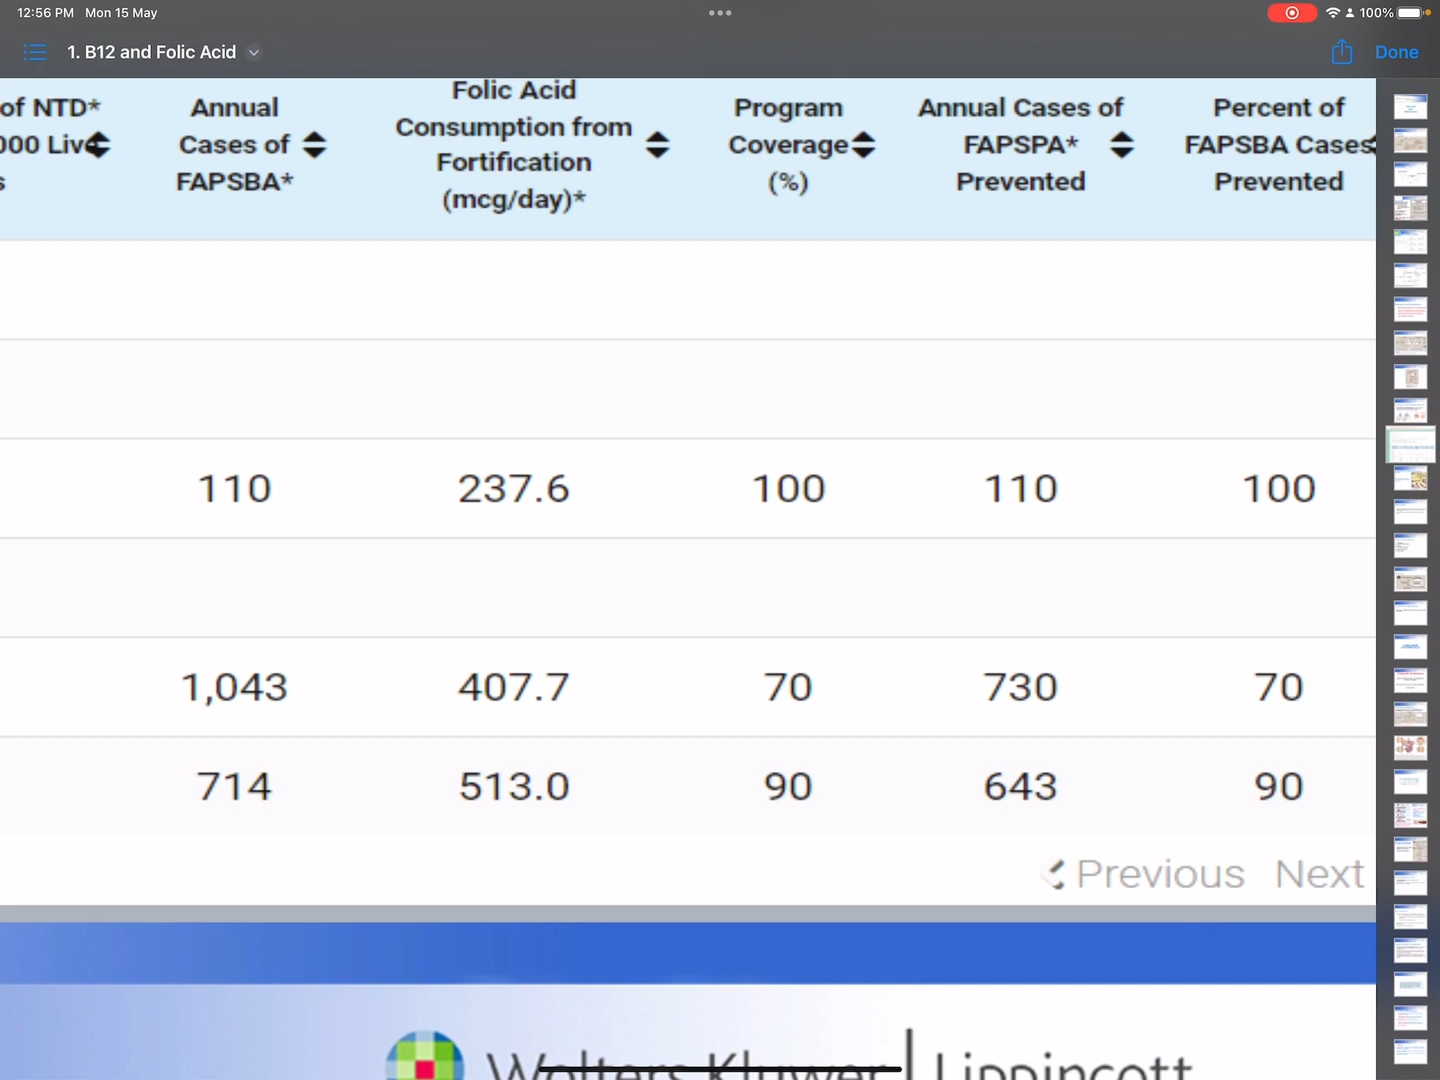 12:56 PM Mon 15 May
100%
1. B12 and Folic Acid
Done
of NTD*
000 Live
s
Annual
Cases of
FAPSBA*
Folic Acid
Consumption from
Fortification
(mcg/day)*
Program
Coverage
(%)
Annual Cases of
FAPSPA*
Prevented
Percent of
FAPSBA Cases
Prevented
110 237.6 100 110 100
1,043 407.7 70 730 70
714 513.0 90 643 90
Previous Next
Wolters Kluwer | Lippincott